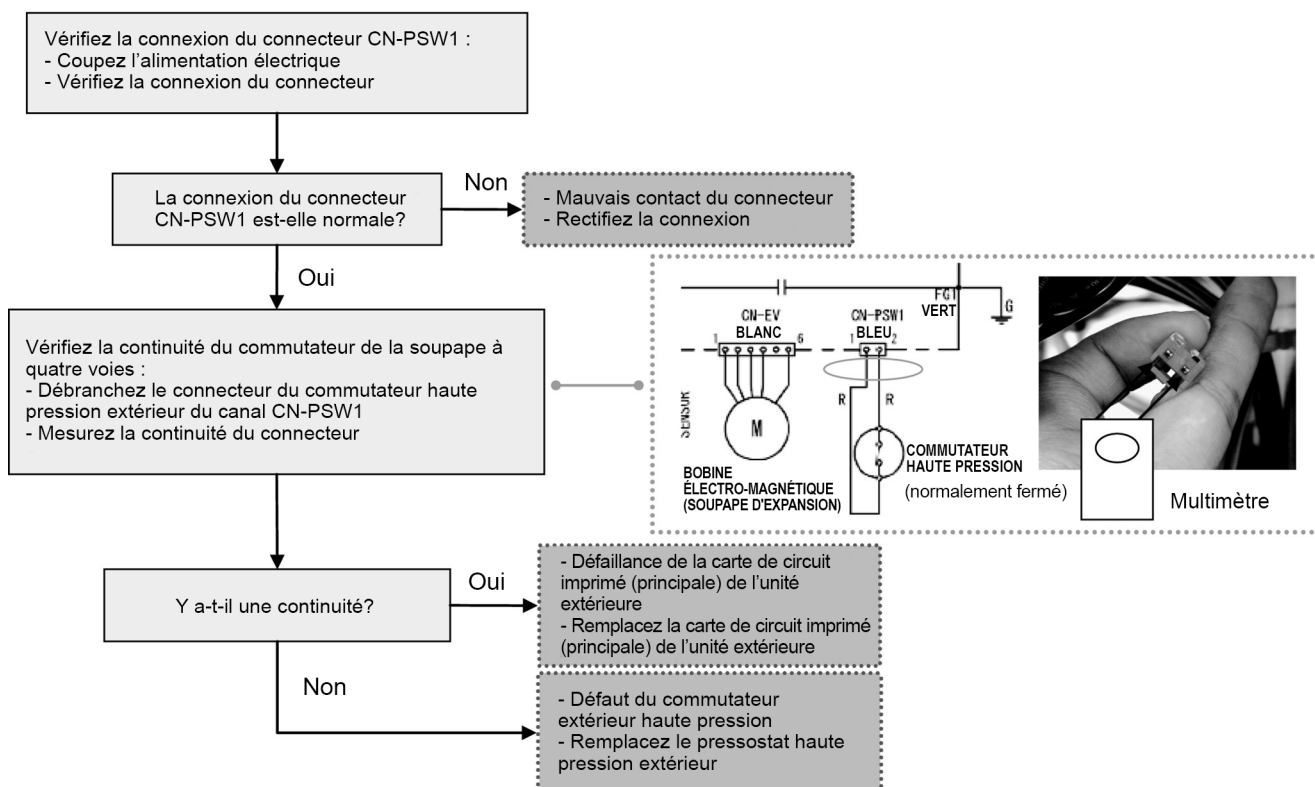 Vérifiez la connexion du connecteur CN-PSW1 :
- Coupez l'alimentation électrique
- Vérifiez la connexion du connecteur
La connexion du connecteur
CN-PSW1 est-elle normale?
Non
- Mauvais contact du connecteur
- Rectifiez la connexion
Oui
Vérifiez la continuité du commutateur de la soupape à
quatre voies :
- Débranchez le connecteur du commutateur haute
pression extérieur du canal CN-PSW1
- Mesurez la continuité du connecteur
FG1
VERT
G
CN-EV
BLANC
1
6
CN-PSW1
BLEU
1
2
SENSOR
M
R
R
BOBINE
ÉLECTRO-MAGNÉTIQUE
(SOUPAPE D'EXPANSION)
COMMUTATEUR
HAUTE PRESSION
(normalement fermé)
Multimètre
Y a-t-il une continuité?
Oui
- Défaillance de la carte de circuit
imprimé (principale) de l'unité
extérieure
- Remplacez la carte de circuit imprimé
(principale) de l'unité extérieure
Non
- Défaut du commutateur
extérieur haute pression
- Remplacez le pressostat haute
pression extérieur